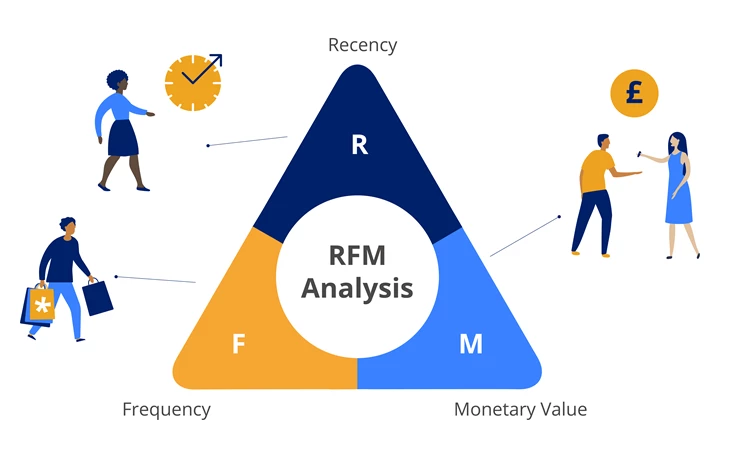 Recency
£
R
RFM
Analysis
F
M
Frequency
Monetary Value